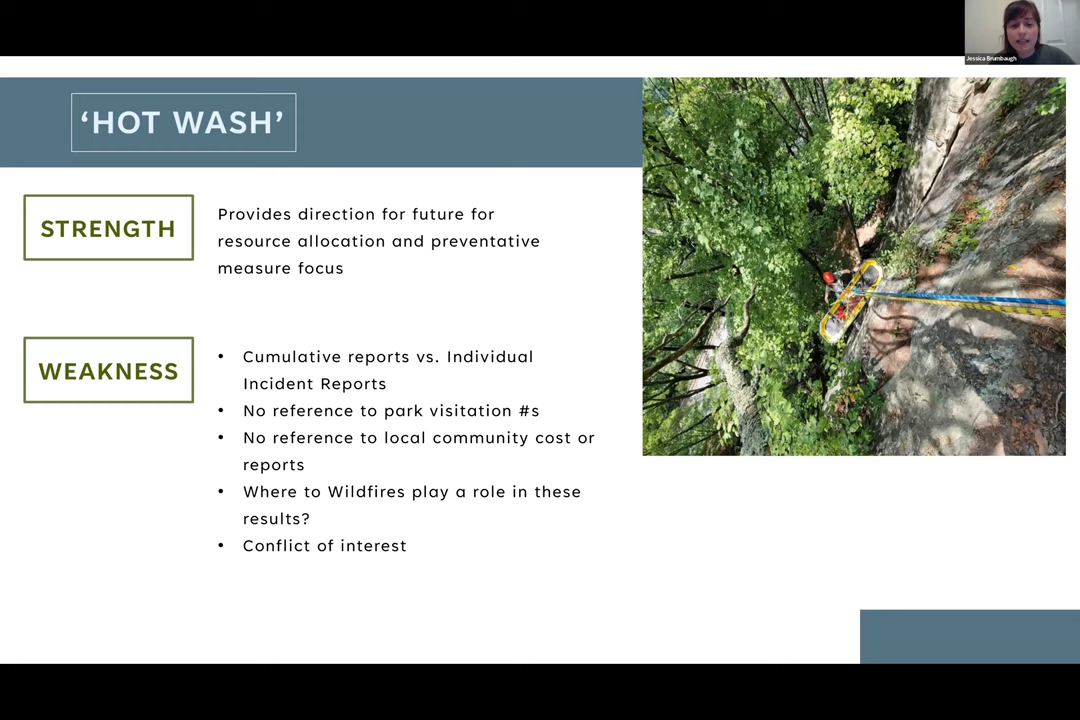 Jessica Brumbaugh
‘HOT WASH’
STRENGTH
Provides direction for future for
resource allocation and preventative
measure focus
WEAKNESS
• Cumulative reports vs. Individual
Incident Reports
• No reference to park visitation #s
• No reference to local community cost or
reports
• Where to Wildfires play a role in these
results?
• Conflict of interest